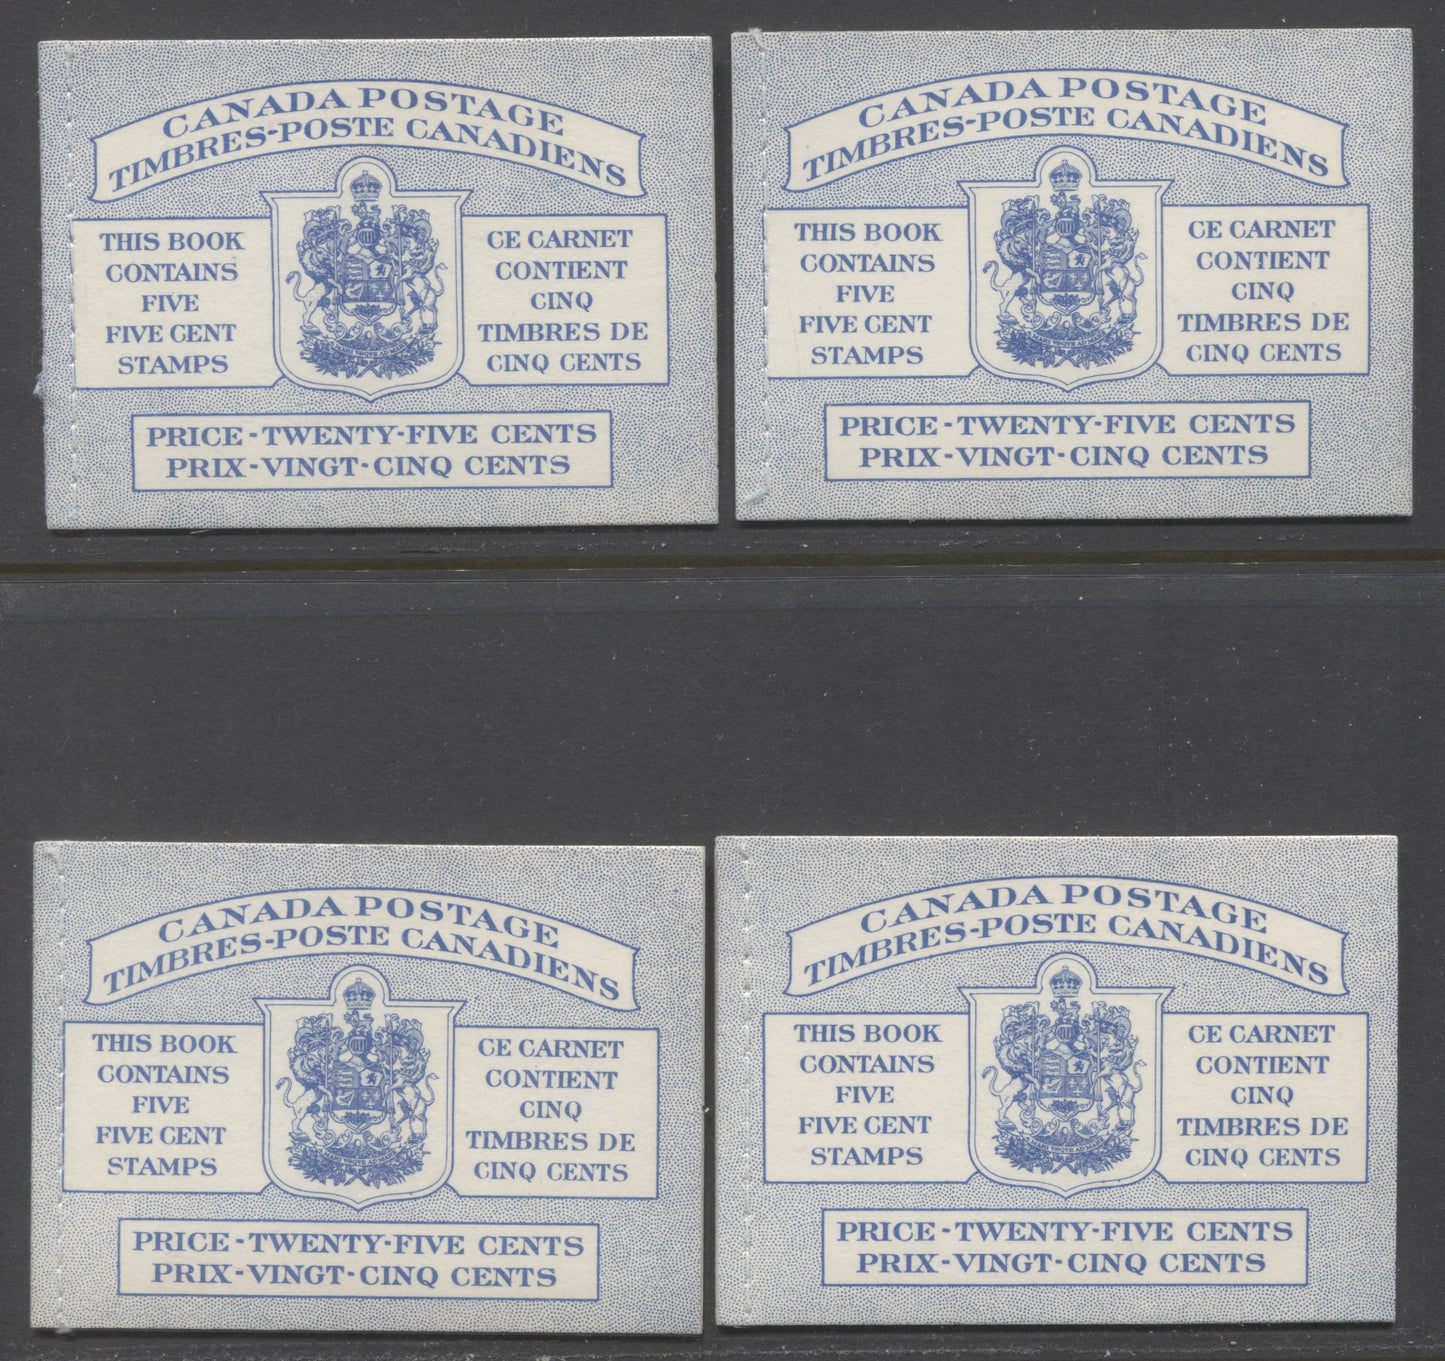 CANADA POSTAGE
TIMBRES-POSTE CANADIENS
THIS BOOK
CONTAINS
FIVE
FIVE CENT
STAMPS
CE CARNET
CONTIENT
CINQ
TIMBRES DE
CINQ CENTS
PRICE - TWENTY-FIVE CENTS
PRIX - VINGT - CINQ CENTS
CANADA POSTAGE
TIMBRES-POSTE CANADIENS
THIS BOOK
CONTAINS
FIVE
FIVE CENT
STAMPS
CE CARNET
CONTIENT
CINQ
TIMBRES DE
CINQ CENTS
PRICE - TWENTY-FIVE CENTS
PRIX - VINGT - CINQ CENTS
CANADA POSTAGE
TIMBRES-POSTE CANADIENS
THIS BOOK
CONTAINS
FIVE
FIVE CENT
STAMPS
CE CARNET
CONTIENT
CINQ
TIMBRES DE
CINQ CENTS
PRICE - TWENTY-FIVE CENTS
PRIX - VINGT - CINQ CENTS
CANADA POSTAGE
TIMBRES-POSTE CANADIENS
THIS BOOK
CONTAINS
FIVE
FIVE CENT
STAMPS
CE CARNET
CONTIENT
CINQ
TIMBRES DE
CINQ CENTS
PRICE - TWENTY-FIVE CENTS
PRIX - VINGT - CINQ CENTS